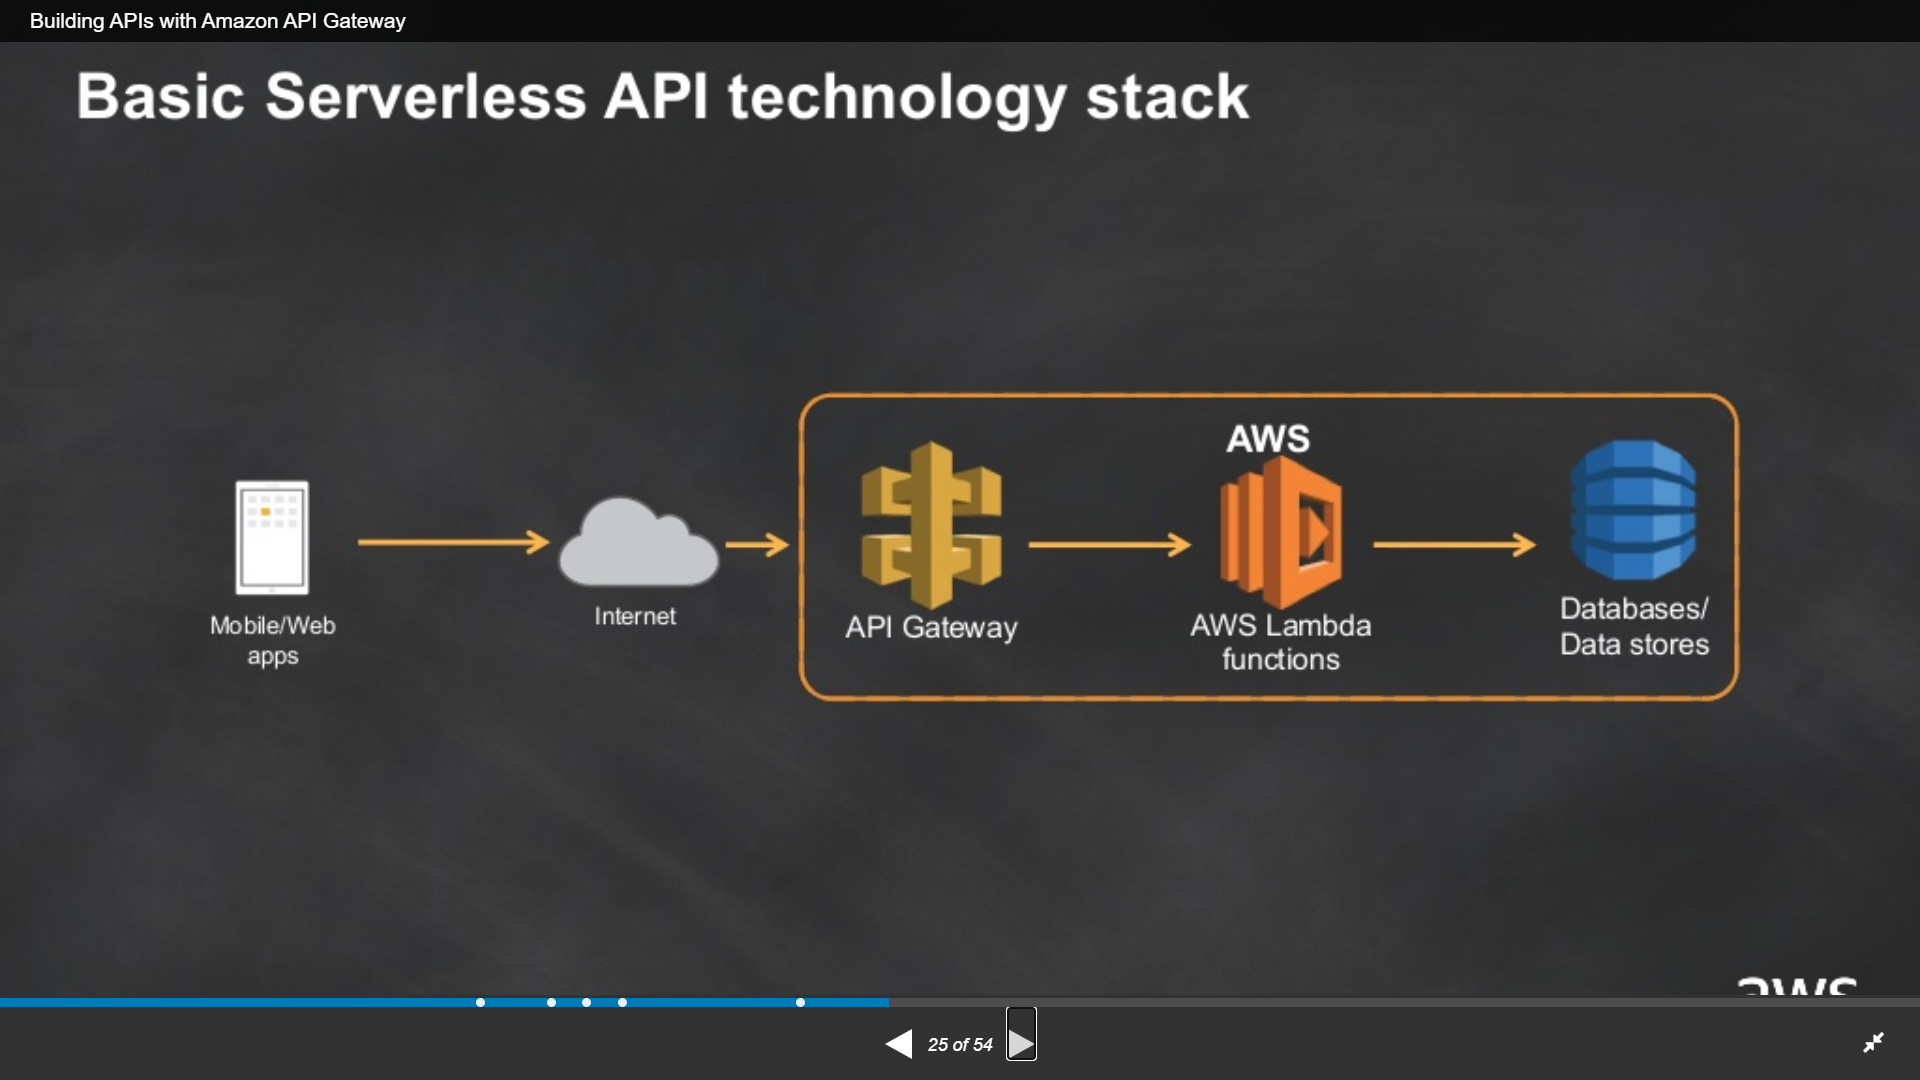 Building APIs with Amazon API Gateway
Basic Serverless API technology stack
AWS
Mobile/Web
apps
Internet
API Gateway
AWS Lambda
functions
Databases/
Data stores
aws
25 of 54